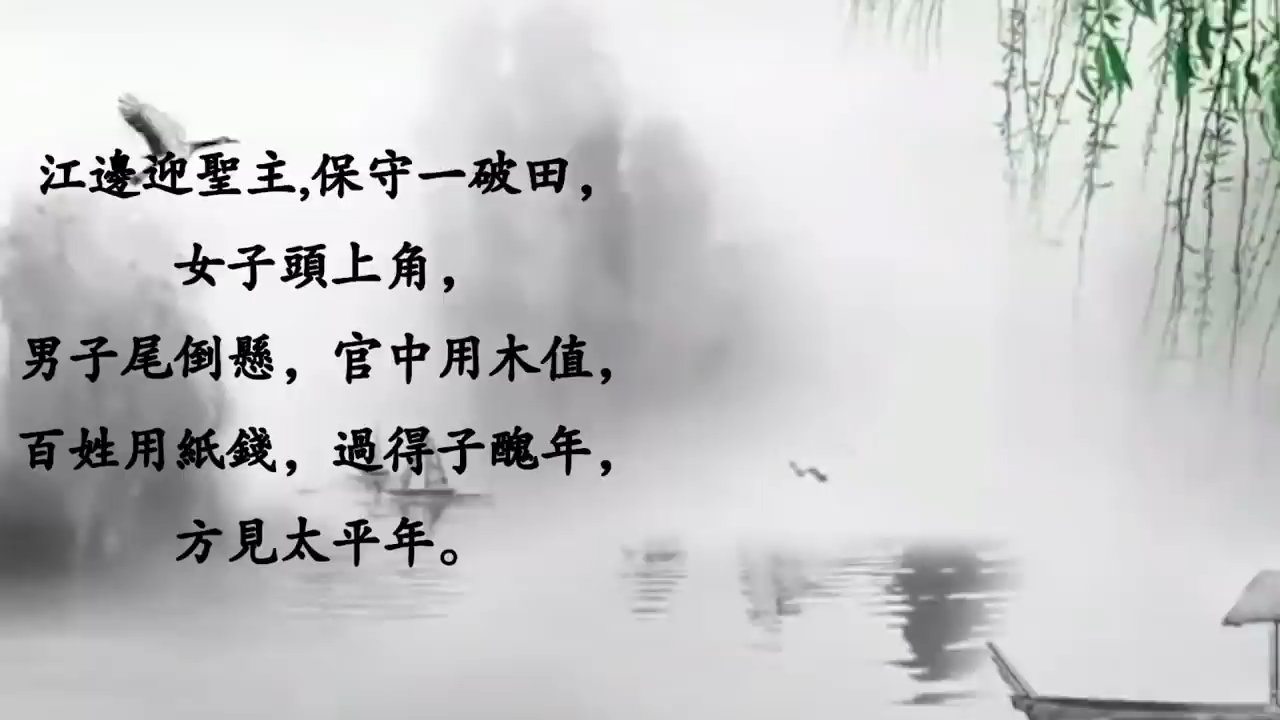 江邊迎聖主,保守一破田，
女子頭上角，
男子尾倒懸，官中用木值，
百姓用紙錢，過得子醜年，
方見太平年。